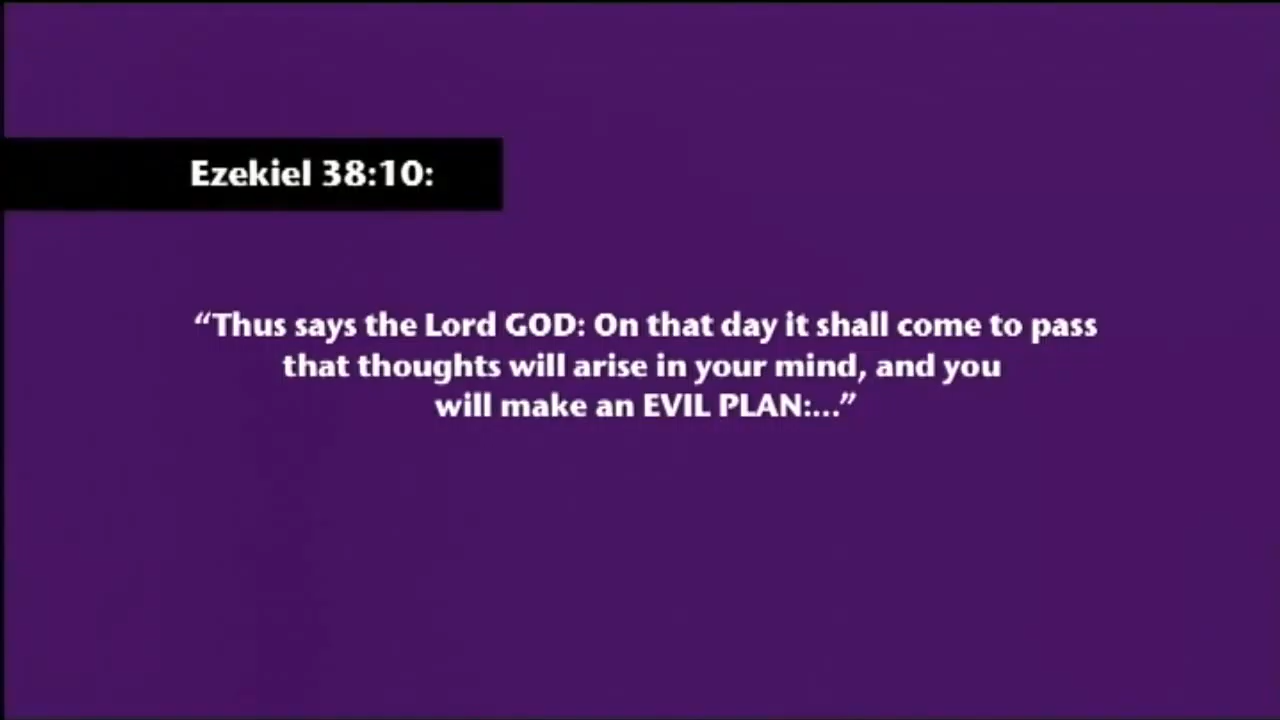 Ezekiel 38:10:
“Thus says the Lord GOD: On that day it shall come to pass
that thoughts will arise in your mind, and you
will make an EVIL PLAN:...”